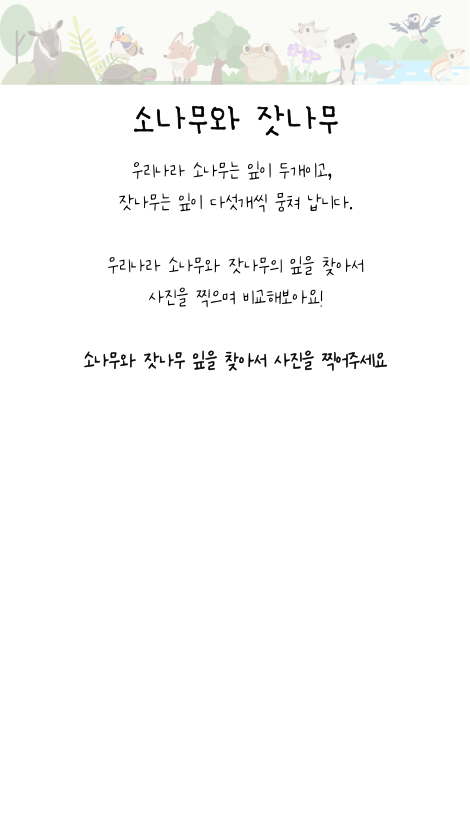 소나무와 잣나무
우리나라 소나무는 잎이 두개이고,
잣나무는 잎이 다섯개씩 뭉쳐 납니다.
우리나라 소나무와 잣나무의 잎을 찾아서
사진을 찍으며 비교해보아요!
소나무와 잣나무 잎을 찾아서 사진을 찍어주세요